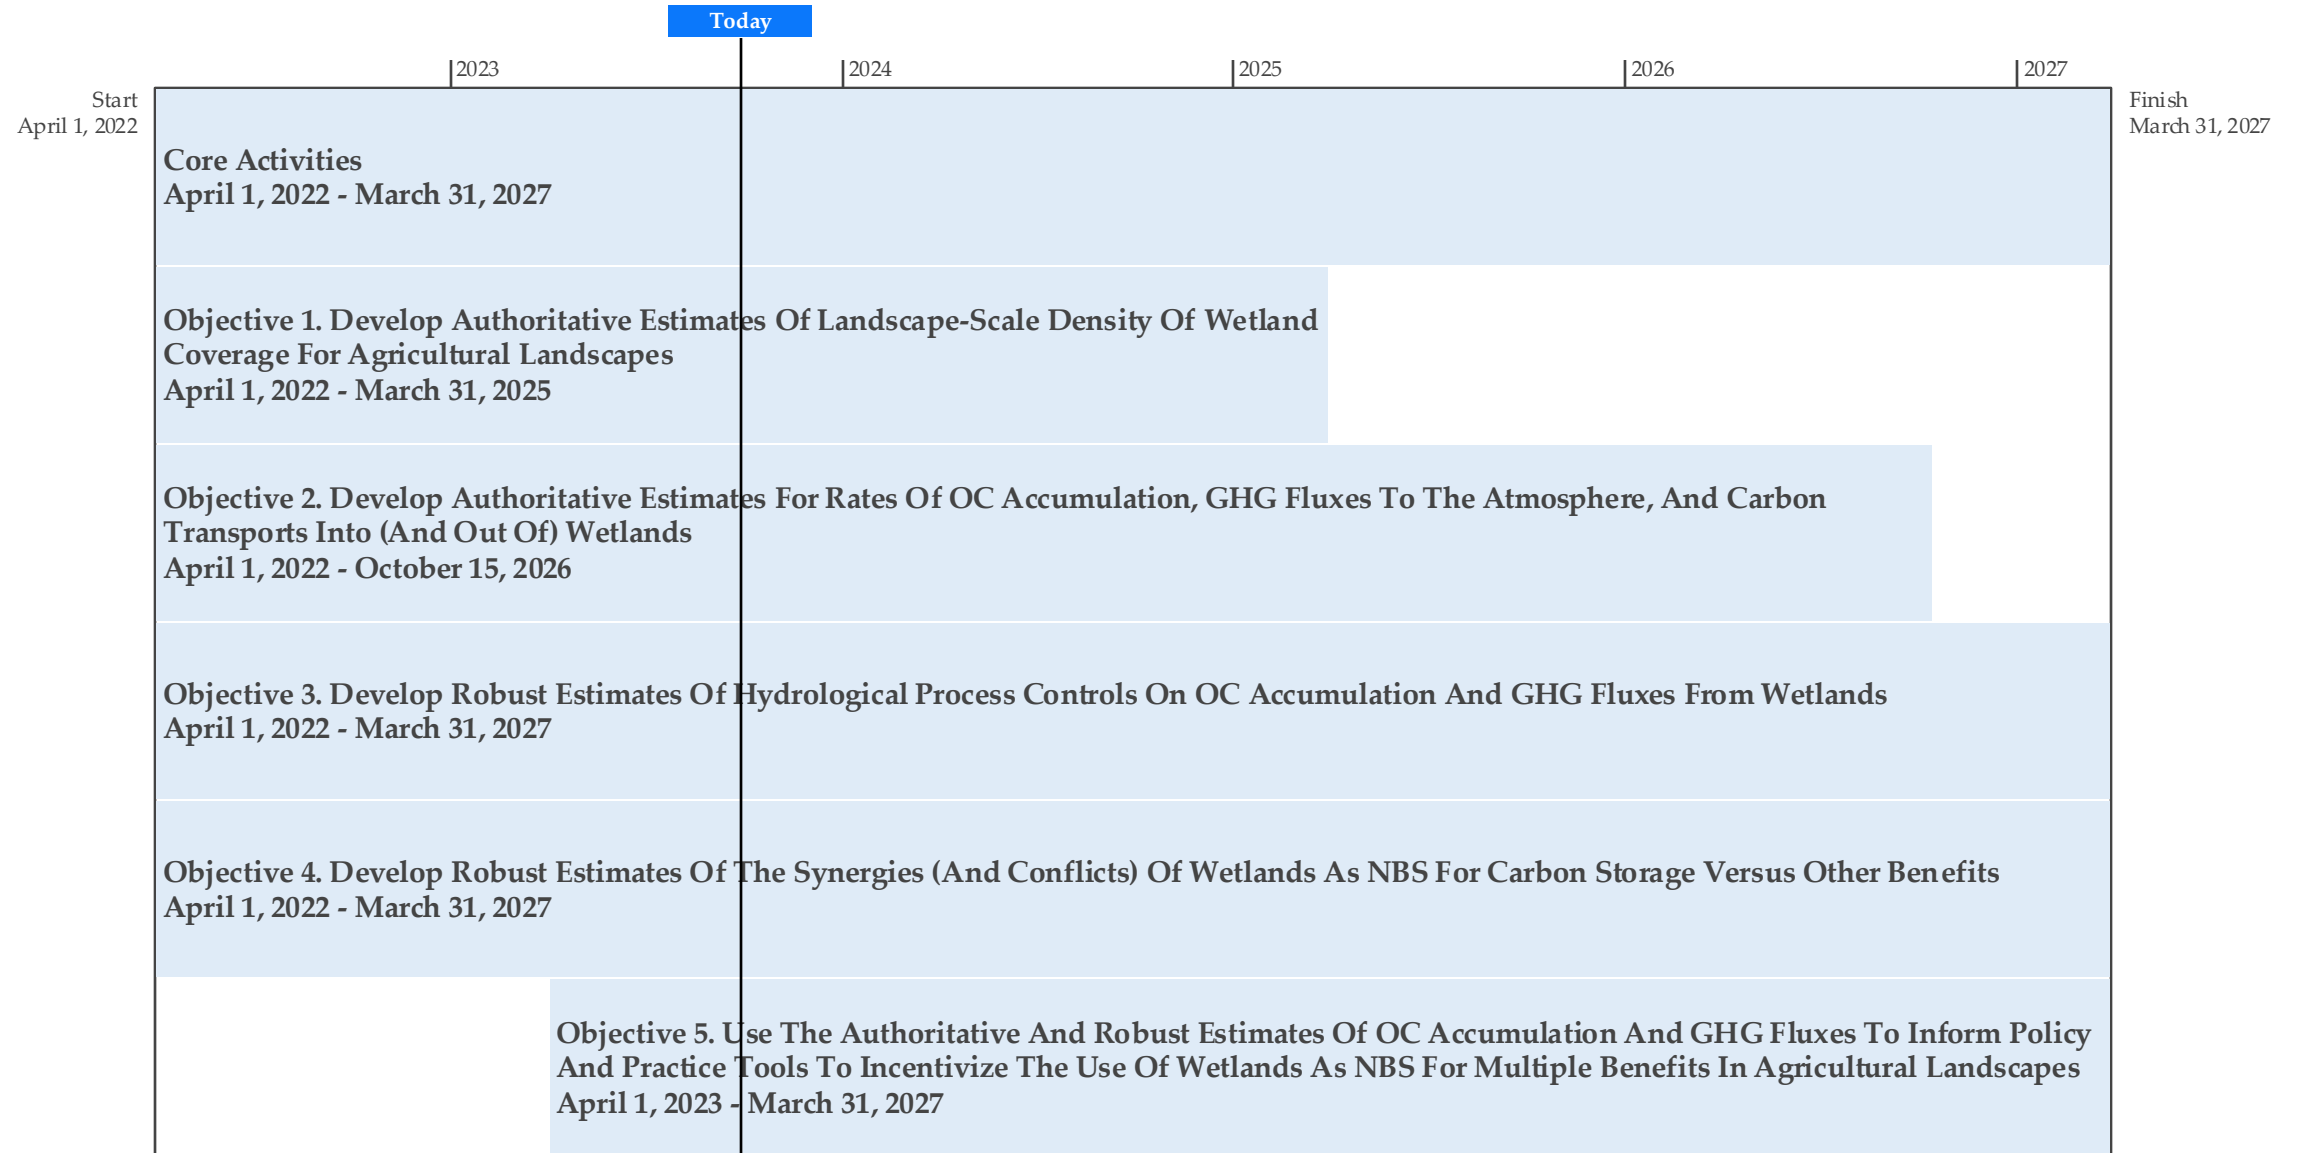 Today
2023
2024
2025
2026
2027
Start
April 1, 2022
Finish
March 31, 2027
Core Activities
April 1, 2022 - March 31, 2027
Objective 1. Develop Authoritative Estimates Of Landscape-Scale Density Of Wetland
Coverage For Agricultural Landscapes
April 1, 2022 - March 31, 2025
Objective 2. Develop Authoritative Estimates For Rates Of OC Accumulation, GHG Fluxes To The Atmosphere, And Carbon
Transports Into (And Out Of) Wetlands
April 1, 2022 - October 15, 2026
Objective 3. Develop Robust Estimates Of Hydrological Process Controls On OC Accumulation And GHG Fluxes From Wetlands
April 1, 2022 - March 31, 2027
Objective 4. Develop Robust Estimates Of The Synergies (And Conflicts) Of Wetlands As NBS For Carbon Storage Versus Other Benefits
April 1, 2022 - March 31, 2027
Objective 5. Use The Authoritative And Robust Estimates Of OC Accumulation And GHG Fluxes To Inform Policy
And Practice Tools To Incentivize The Use Of Wetlands As NBS For Multiple Benefits In Agricultural Landscapes
April 1, 2023 - March 31, 2027